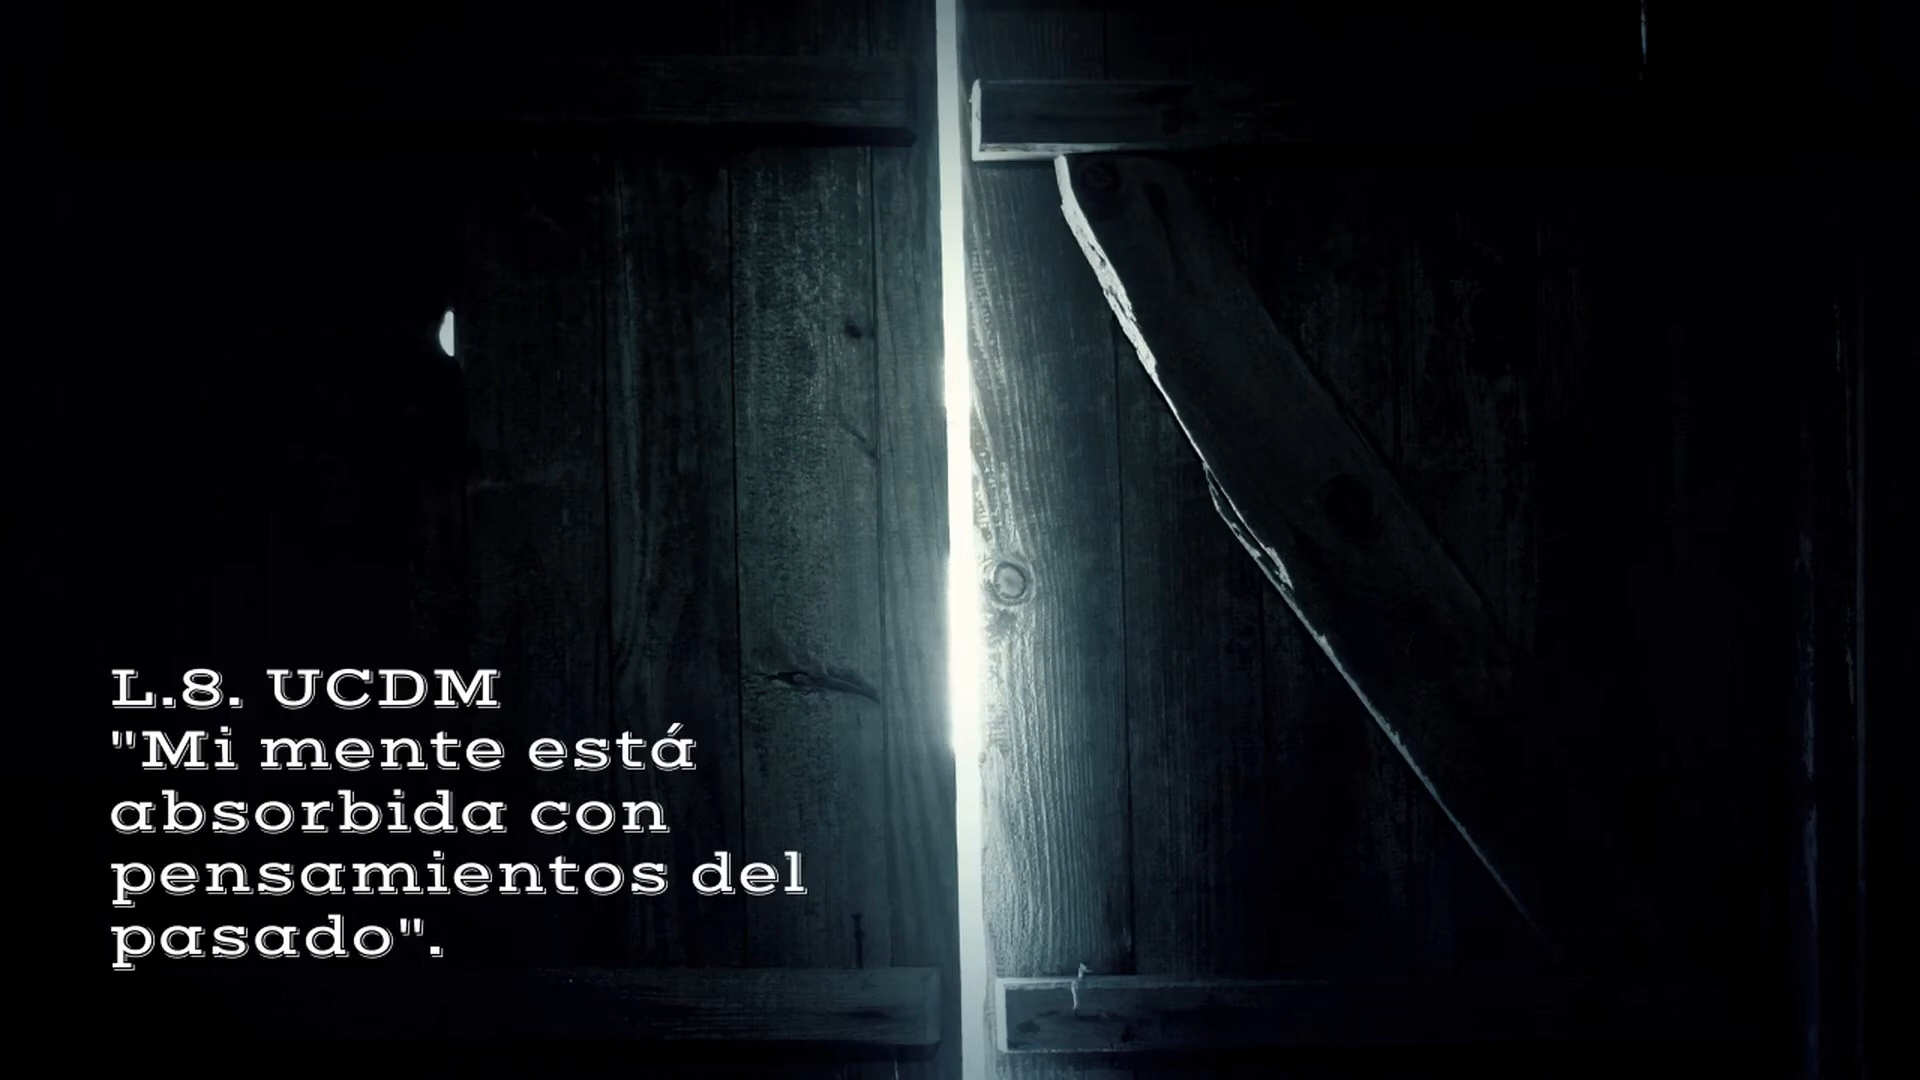 L.8. UCDM
"Mi mente está
absorbida con
pensamientos del
pasado".